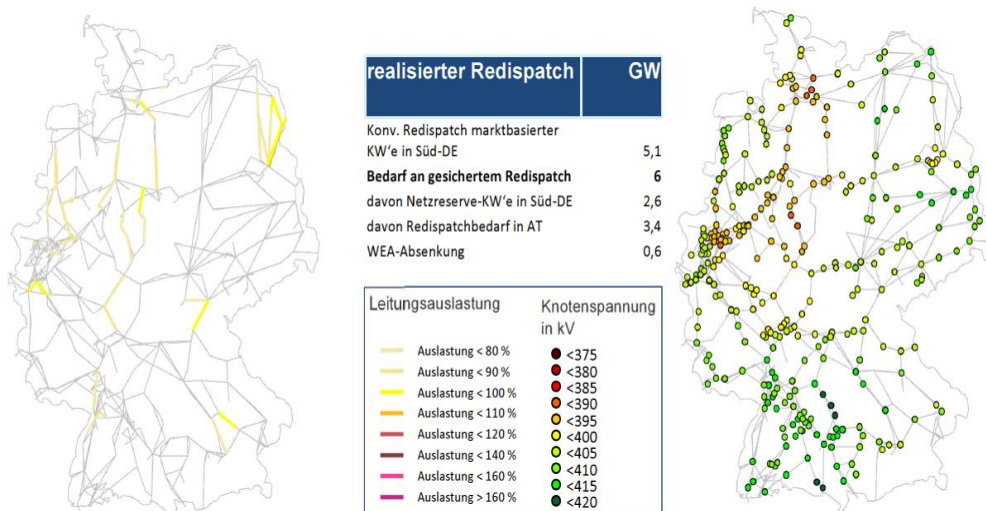 realisierter Redispatch GW
Konv. Redispatch marktbasierter
KW‘e in Süd-DE 5,1
Bedarf an gesichertem Redispatch 6
davon Netzreserve-KW‘e in Süd-DE 2,6
davon Redispatchbedarf in AT 3,4
WEA-Absenkung 0,6
Leitungsauslastung
Auslastung < 80 %
Auslastung < 90 %
Auslastung < 100 %
Auslastung < 110 %
Auslastung < 120 %
Auslastung < 140 %
Auslastung < 160 %
Auslastung > 160 %
Knotenspannung
in kV
<375
<380
<385
<390
<395
<400
<405
<410
<415
<420